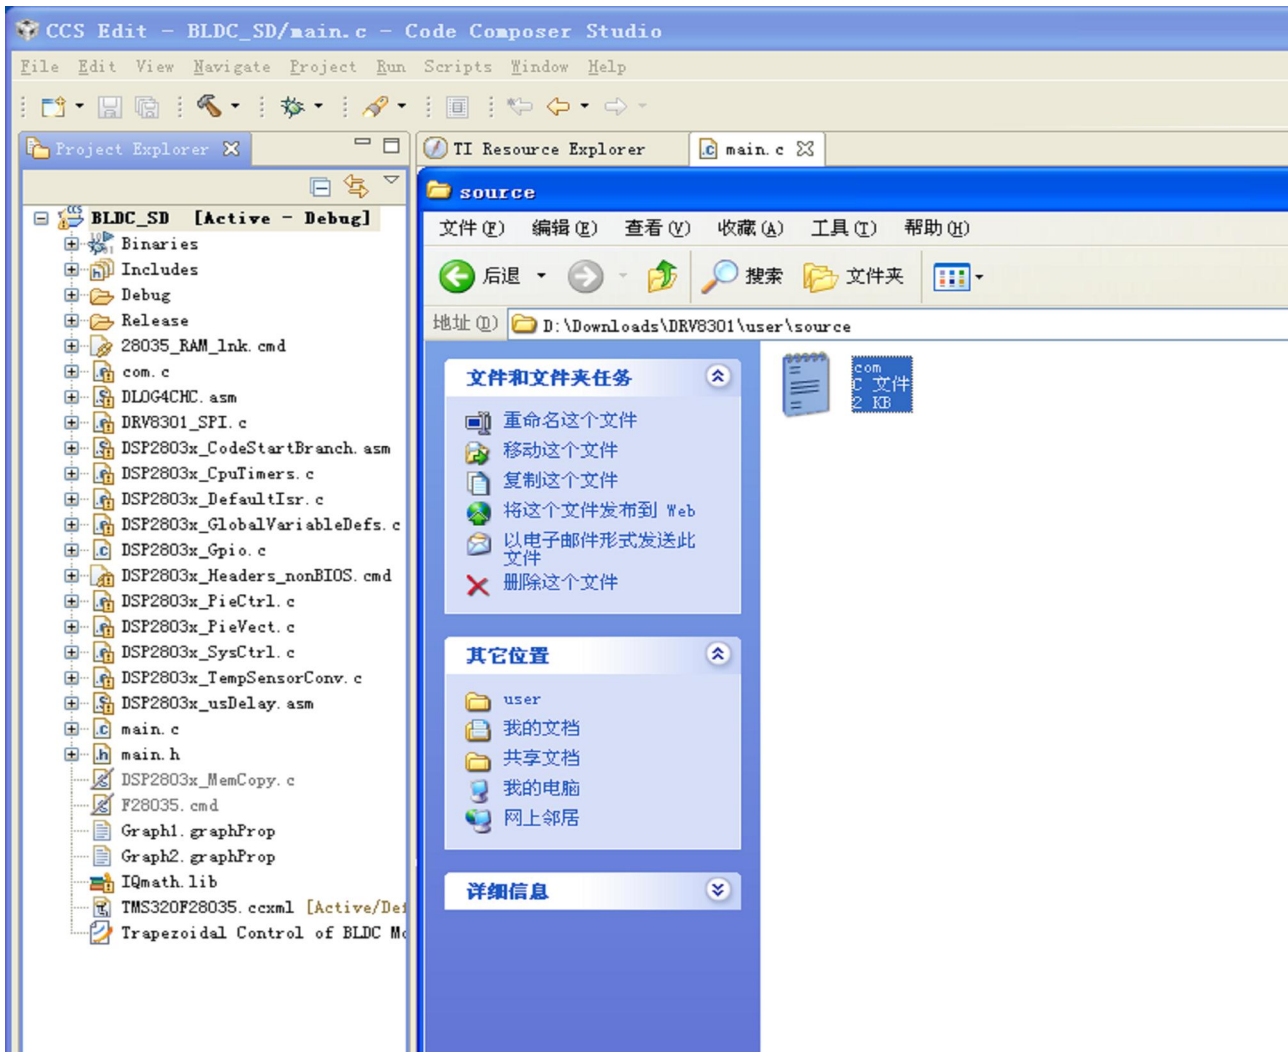 CCS Edit - BLDC_SD/main.c - Code Composer Studio
File Edit View Navigate Project Run Scripts Window Help
Project Explorer
BLDC_SD [Active - Debug]
Binaries
Includes
Debug
Release
28035_RAM_lnk.cmd
com.c
DLOG4CHC.asm
DRV8301_SPI.c
DSP2803x_CodeStartBranch.asm
DSP2803x_CpuTimers.c
DSP2803x_DefaultIsr.c
DSP2803x_GlobalVariableDefs.c
DSP2803x_Gpio.c
DSP2803x_Headers_nonBIOS.cmd
DSP2803x_PieCtrl.c
DSP2803x_PieVect.c
DSP2803x_SysCtrl.c
DSP2803x_TempSensorConv.c
DSP2803x_usDelay.asm
main.c
main.h
DSP2803x_MemCopy.c
F28035.cmd
Graph1.graphProp
Graph2.graphProp
IQmath.lib
TMS320F28035.ccxml [Active/Def
Trapezoidal Control of BLDC Mo
TI Resource Explorer
main.c
source
文件(F) 编辑(E) 查看(V) 收藏(A) 工具(T) 帮助(H)
后退 搜索 文件夹
地址(D) D:\Downloads\DRV8301\user\source
文件和文件夹任务
重命名这个文件
移动这个文件
复制这个文件
将这个文件发布到 Web
以电子邮件形式发送此
文件
删除这个文件
其它位置
user
我的文档
共享文档
我的电脑
网上邻居
详细信息
com
C 文件
2 KB